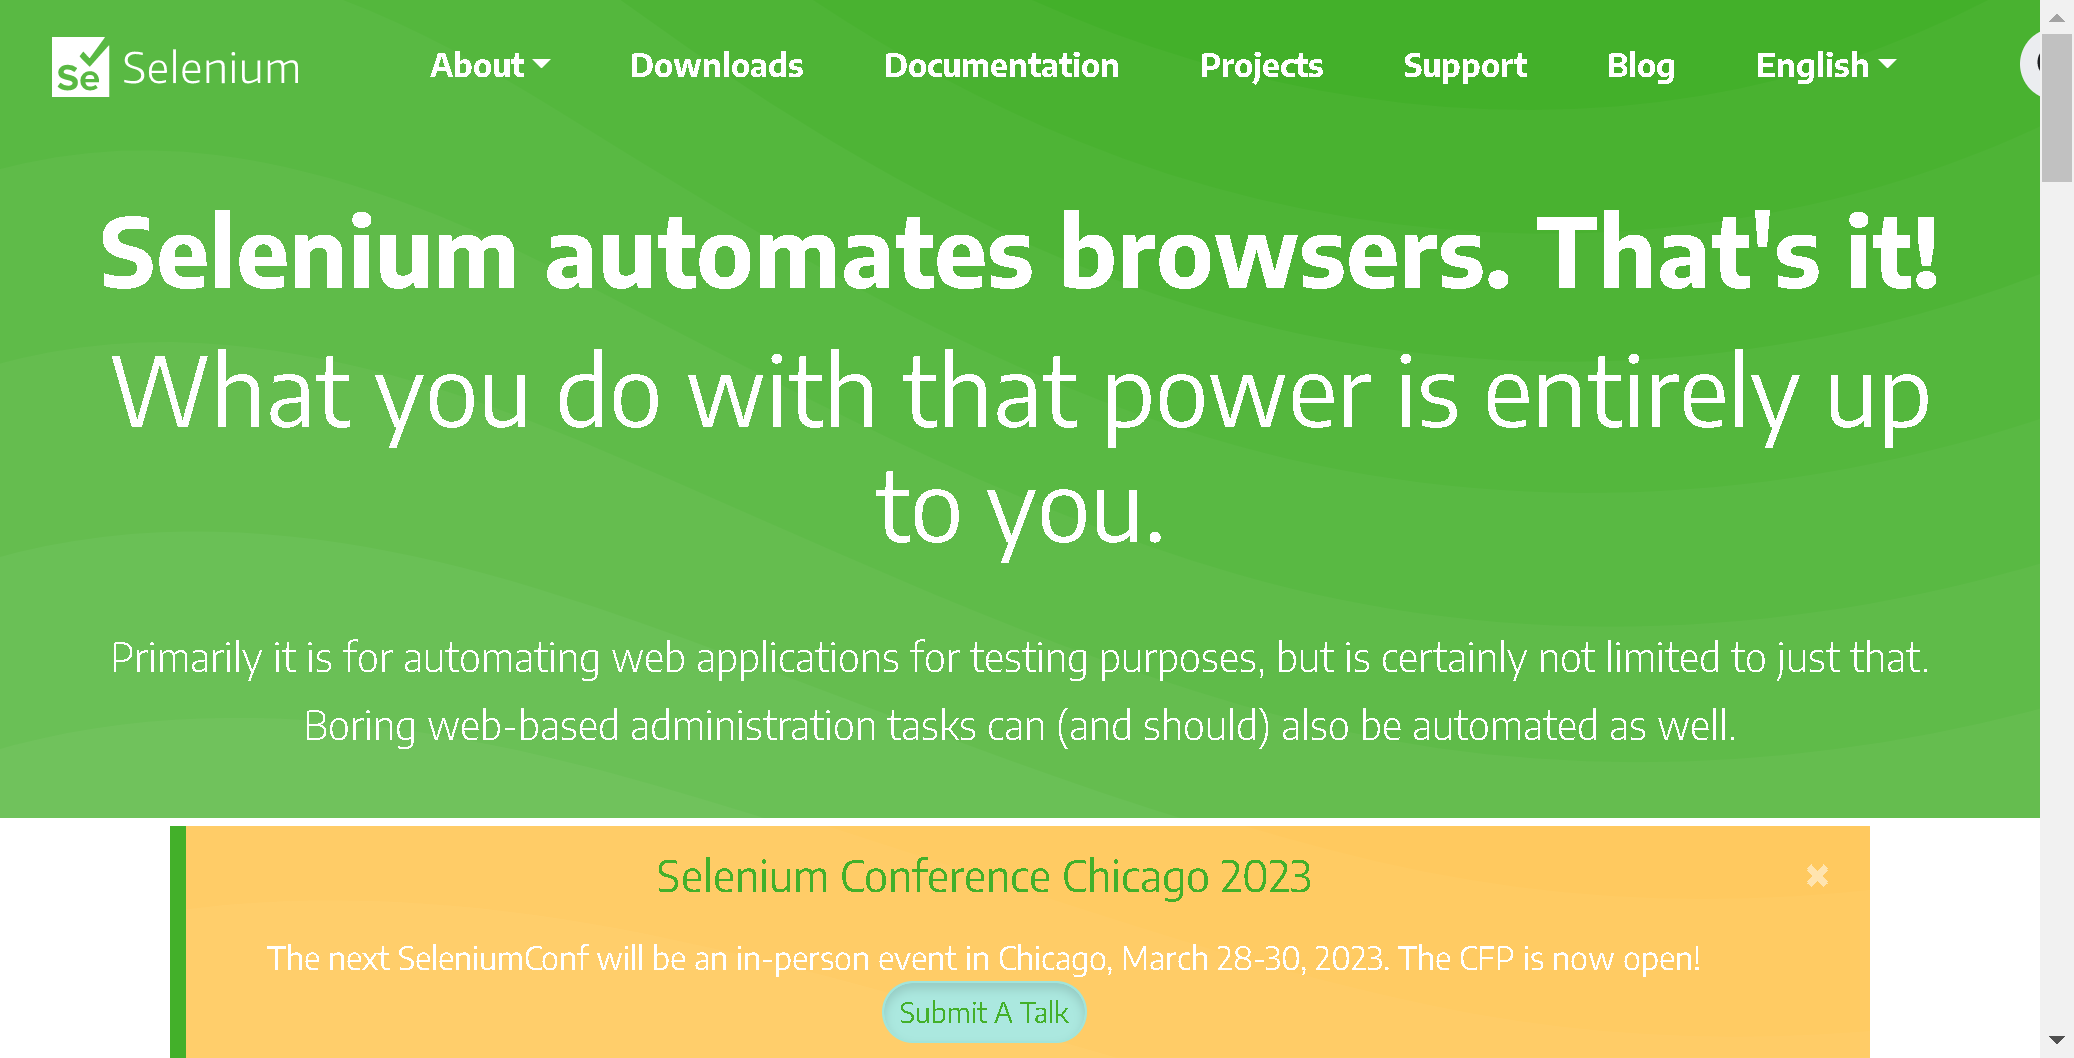 Se Selenium
About
Downloads
Documentation
Projects
Support
Blog
English
Selenium automates browsers. That's it!
What you do with that power is entirely up
to you.
Primarily it is for automating web applications for testing purposes, but is certainly not limited to just that.
Boring web-based administration tasks can (and should) also be automated as well.
Selenium Conference Chicago 2023
The next SeleniumConf will be an in-person event in Chicago, March 28-30, 2023. The CFP is now open!
Submit A Talk